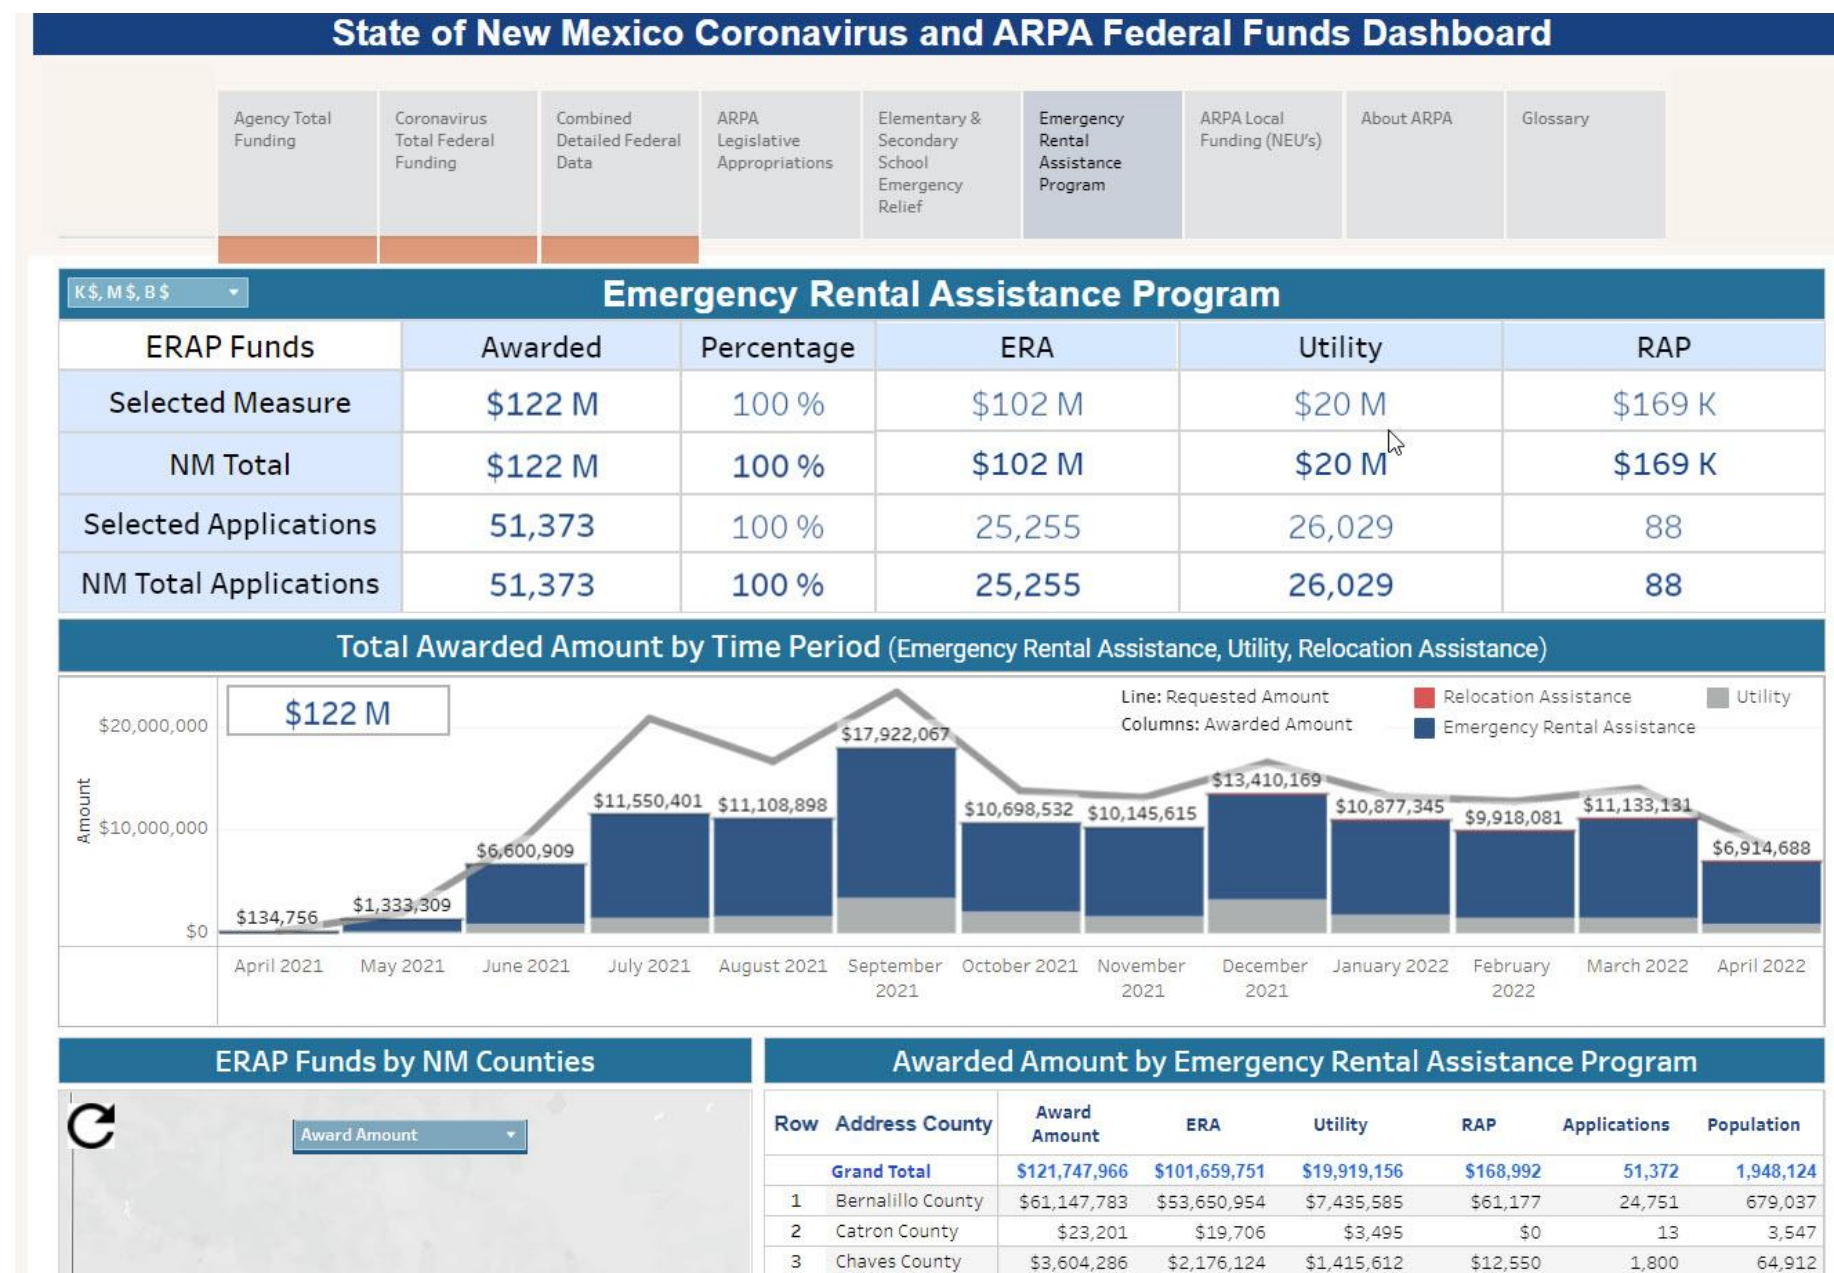 State of New Mexico Coronavirus and ARPA Federal Funds Dashboard
Agency Total
Funding
Coronavirus
Total Federal
Funding
Combined
Detailed Federal
Data
ARPA
Legislative
Appropriations
Elementary &
Secondary
School
Emergency
Relief
Emergency
Rental
Assistance
Program
ARPA Local
Funding (NEU's)
About ARPA
Glossary
K $, M $, B $
Emergency Rental Assistance Program
ERAP Funds Awarded Percentage ERA Utility RAP
Selected Measure $122 M 100 % $102 M $20 M $169 K
NM Total $122 M 100 % $102 M $20 M $169 K
Selected Applications 51,373 100 % 25,255 26,029 88
NM Total Applications 51,373 100 % 25,255 26,029 88
Total Awarded Amount by Time Period (Emergency Rental Assistance, Utility, Relocation Assistance)
$122 M
Line: Requested Amount
Columns: Awarded Amount
Relocation Assistance
Utility
Emergency Rental Assistance
Amount
$20,000,000
$10,000,000
$0
$134,756
$1,333,309
$6,600,909
$11,550,401
$11,108,898
$17,922,067
$10,698,532
$10,145,615
$13,410,169
$10,877,345
$9,918,081
$11,133,131
$6,914,688
April 2021
May 2021
June 2021
July 2021
August 2021
September
2021
October 2021
November
2021
December
2021
January 2022
February
2022
March 2022
April 2022
ERAP Funds by NM Counties
Award Amount
Awarded Amount by Emergency Rental Assistance Program
Row Address County Award Amount ERA Utility RAP Applications Population
Grand Total $121,747,966 $101,659,751 $19,919,156 $168,992 51,372 1,948,124
1 Bernalillo County $61,147,783 $53,650,954 $7,435,585 $61,177 24,751 679,037
2 Catron County $23,201 $19,706 $3,495 $0 13 3,547
3 Chaves County $3,604,286 $2,176,124 $1,415,612 $12,550 1,800 64,912